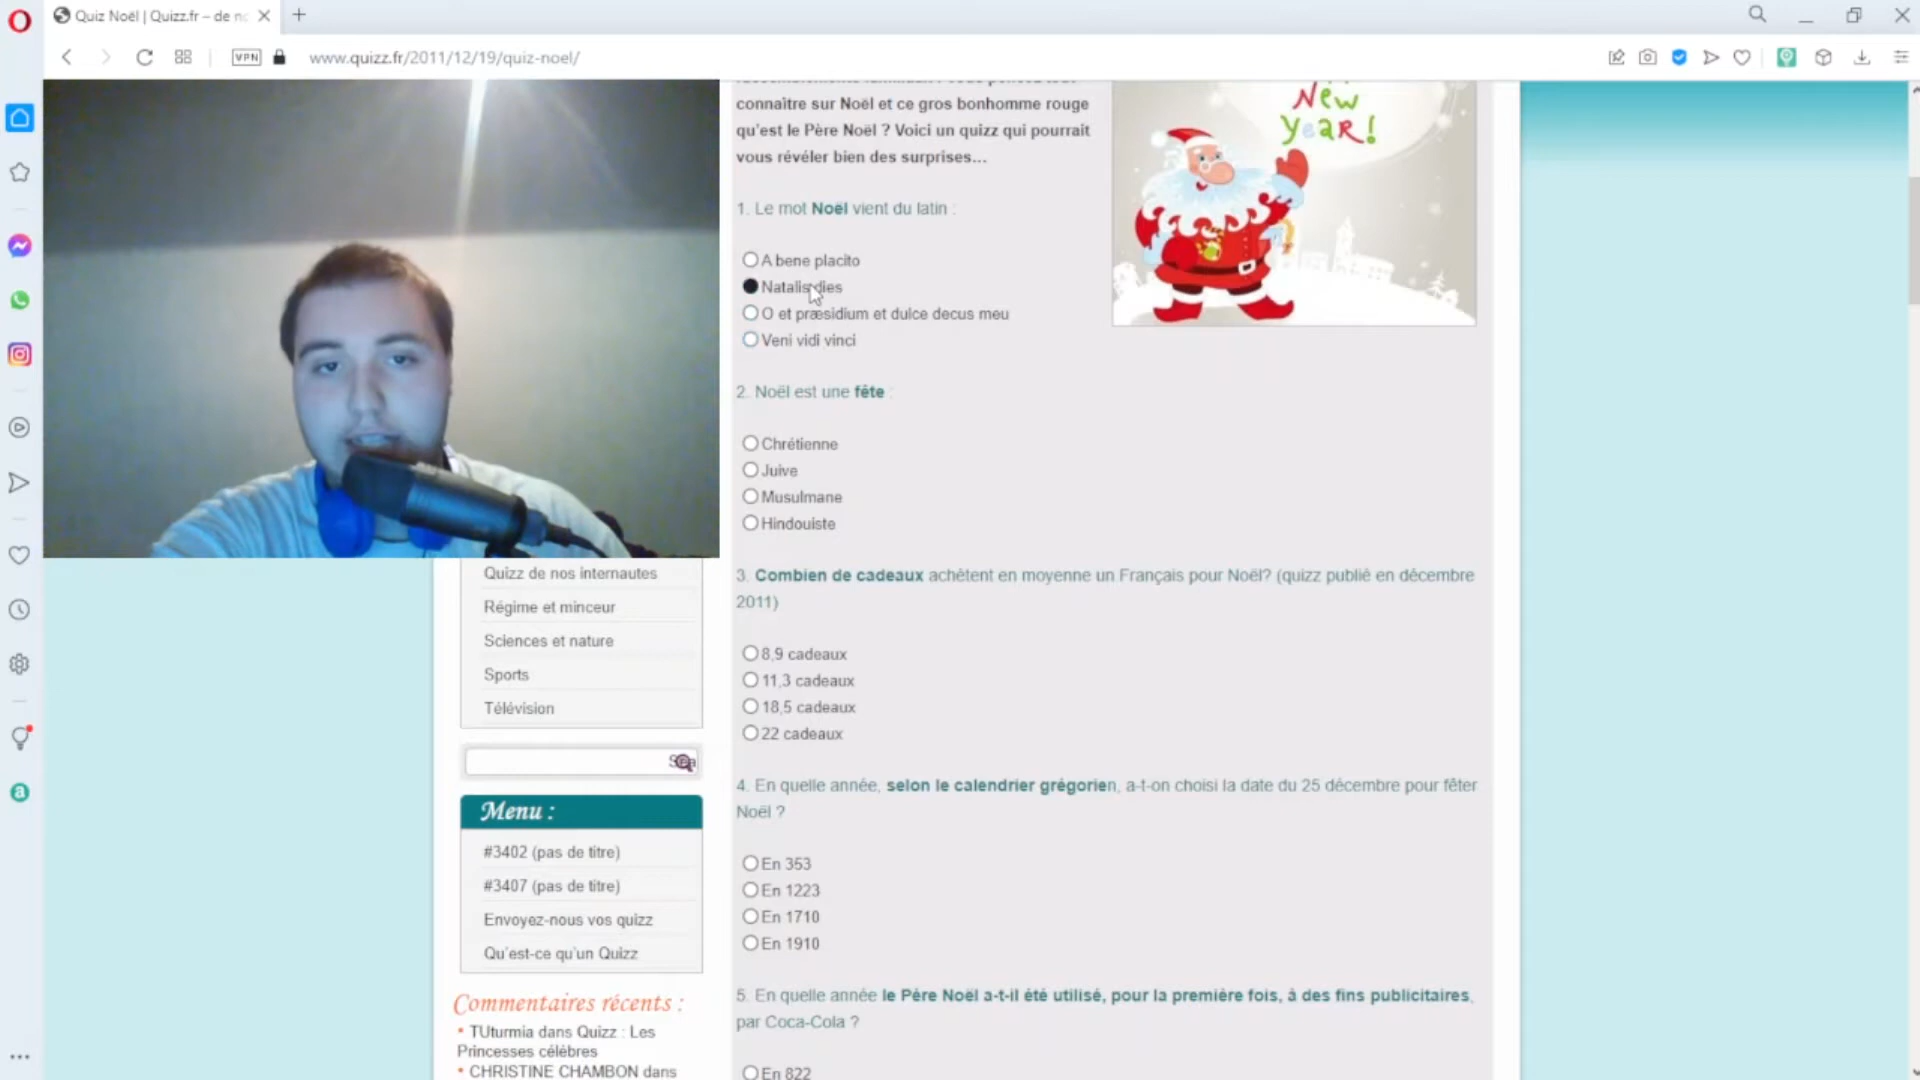 Quiz Noël | Quizz.fr – de no
VPN
www.quizz.fr/2011/12/19/quiz-noel/
connaître sur Noël et ce gros bonhomme rouge
qu'est le Père Noël ? Voici un quizz qui pourrait
vous révéler bien des surprises…
New
yeaR!
1. Le mot Noël vient du latin :
A bene placito
Natalis dies
O et præsidium et dulce decus meu
Veni vidi vinci
2. Noël est une fête :
Chrétienne
Juive
Musulmane
Hindouiste
3. Combien de cadeaux achètent en moyenne un Français pour Noël? (quizz publié en décembre
2011)
8,9 cadeaux
11,3 cadeaux
18,5 cadeaux
22 cadeaux
4. En quelle année, selon le calendrier grégorien, a-t-on choisi la date du 25 décembre pour fêter
Noël ?
En 353
En 1223
En 1710
En 1910
5. En quelle année le Père Noël a-t-il été utilisé, pour la première fois, à des fins publicitaires,
par Coca-Cola ?
En 822
Quizz de nos internautes
Régime et minceur
Sciences et nature
Sports
Télévision
Menu :
#3402 (pas de titre)
#3407 (pas de titre)
Envoyez-nous vos quizz
Qu'est-ce qu'un Quizz
Commentaires récents :
• TUturmia dans Quizz : Les
Princesses célèbres
• CHRISTINE CHAMBON dans